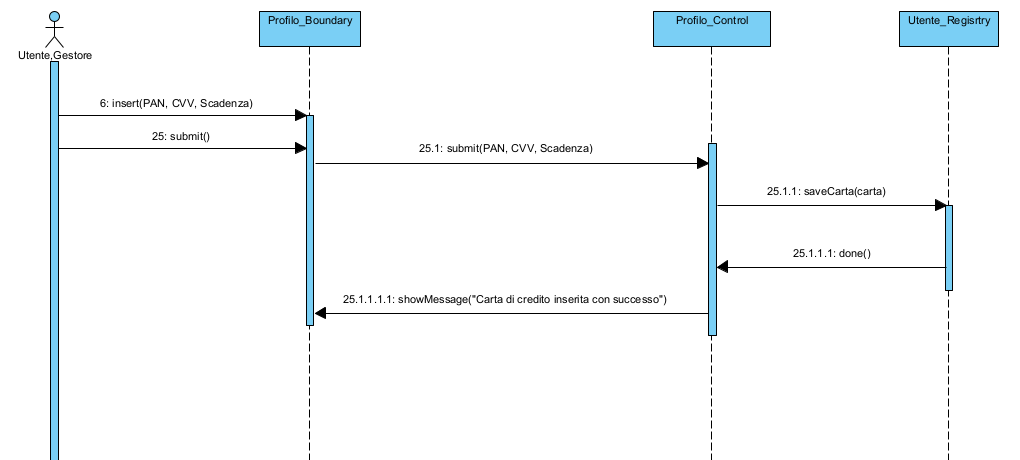 Utente,Gestore
Profilo_Boundary
Profilo_Control
Utente_Regisrtry
6: insert(PAN, CVV, Scadenza)
25: submit()
25.1: submit(PAN, CVV, Scadenza)
25.1.1: saveCarta(carta)
25.1.1.1: done()
25.1.1.1.1: showMessage("Carta di credito inserita con successo")